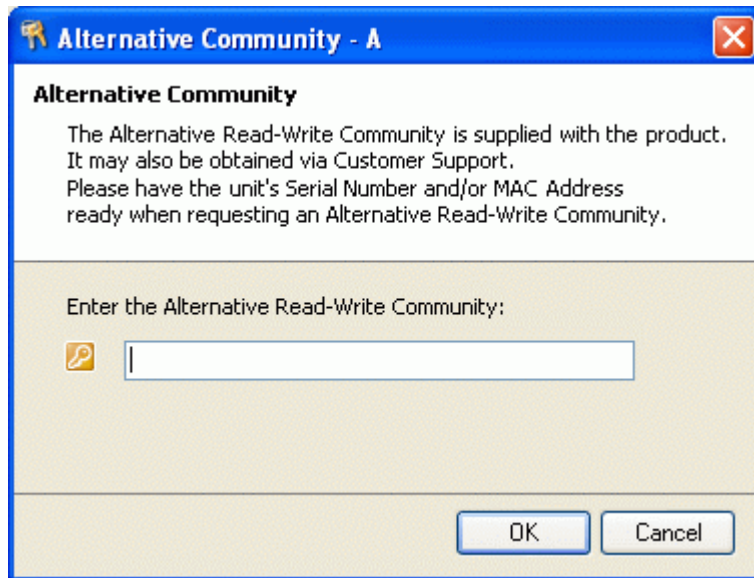 Alternative Community - A
Alternative Community
The Alternative Read-Write Community is supplied with the product.
It may also be obtained via Customer Support.
Please have the unit's Serial Number and/or MAC Address
ready when requesting an Alternative Read-Write Community.
Enter the Alternative Read-Write Community:
OK Cancel